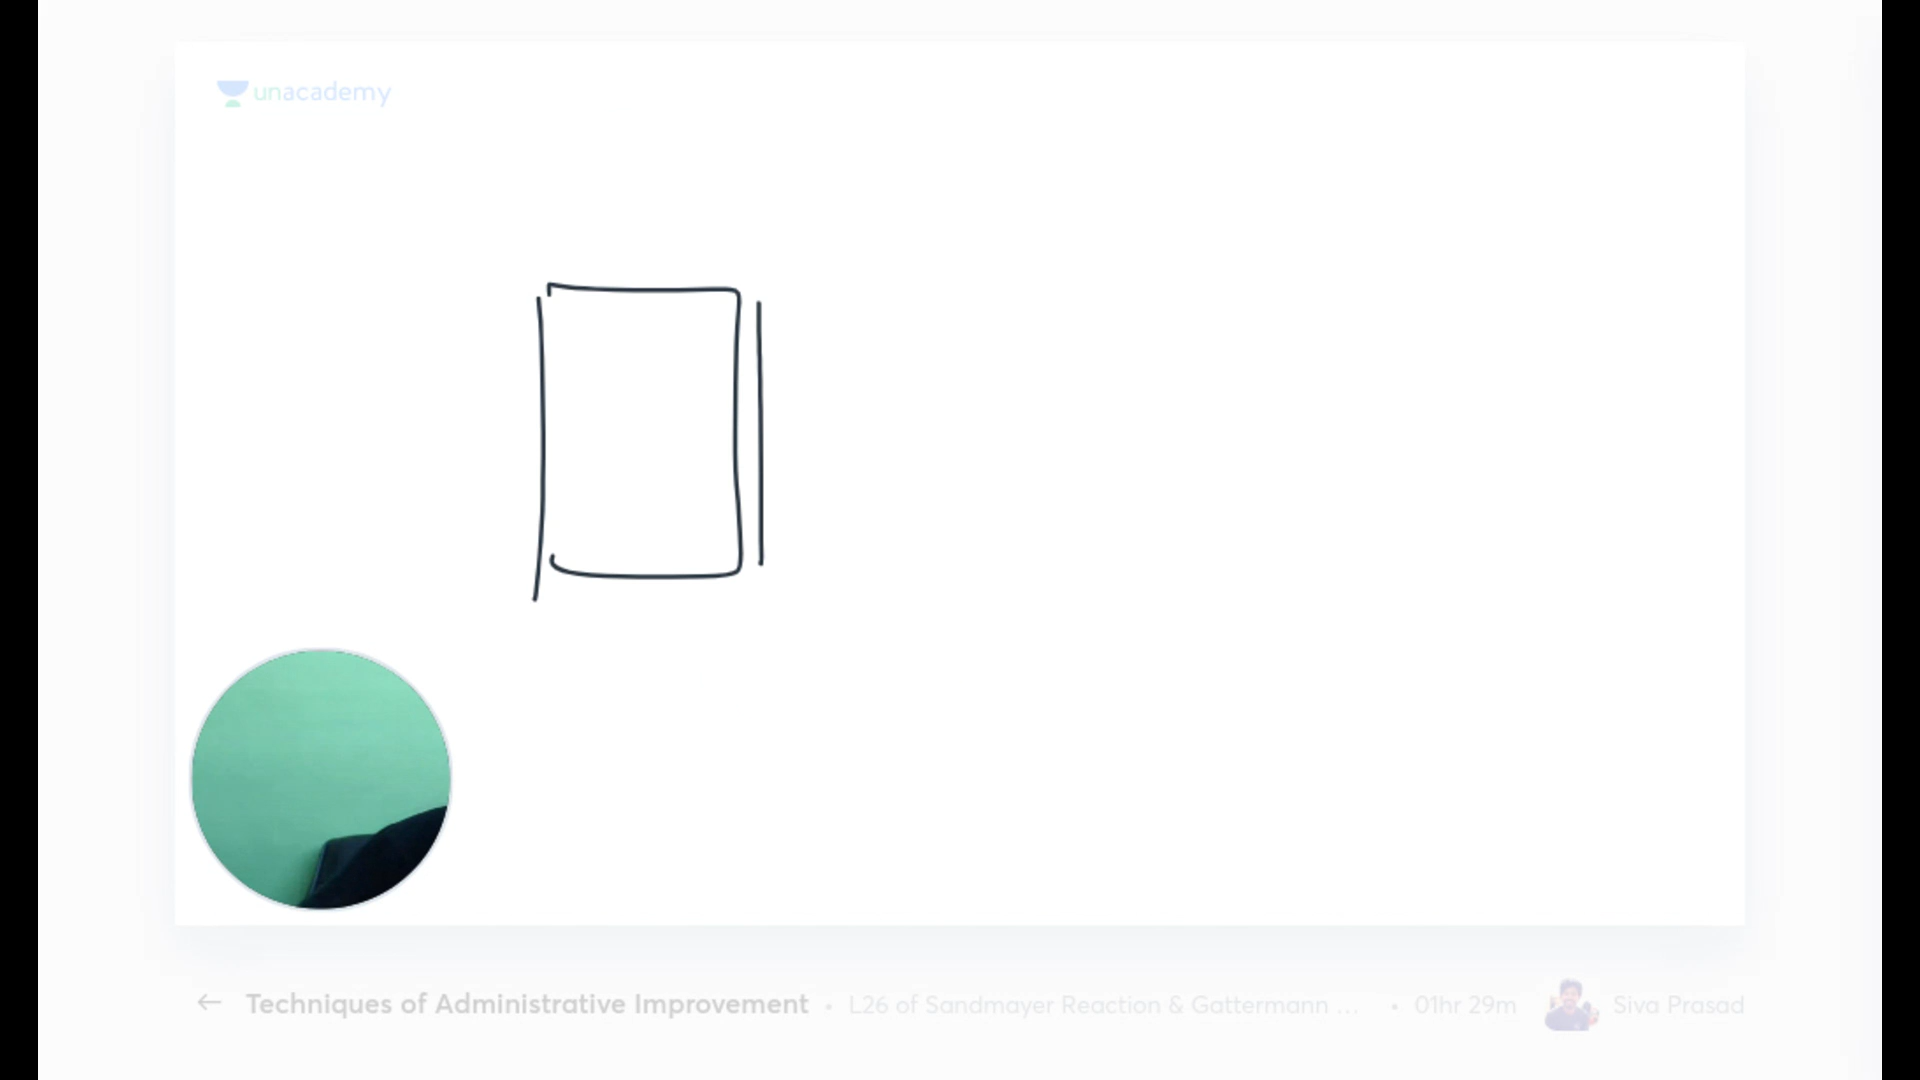 unacademy
← Techniques of Administrative Improvement • L26 of Sandmayer Reaction & Gattermann ... • 01hr 29m Siva Prasad